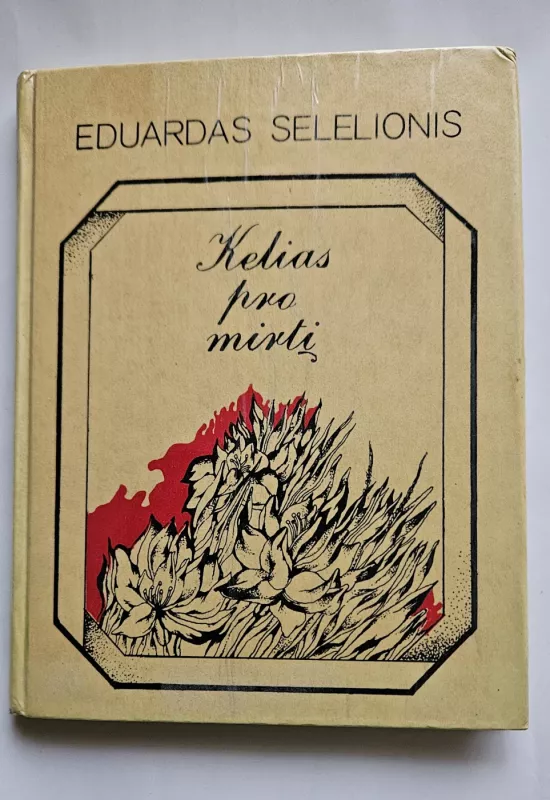 EDUARDAS SELELIONIS
Kelias
pro
mirtį